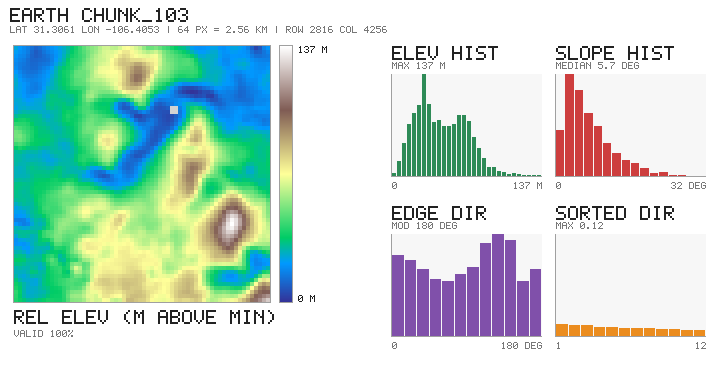 EARTH CHUNK_103
LAT 31.3061 LON -106.4053 | 64 PX = 2.56 KM | ROW 2816 COL 4256
137 M
0 M
REL ELEV (M ABOVE MIN)
VALID 100%
ELEV HIST
MAX 137 M
0 137 M
SLOPE HIST
MEDIAN 5.7 DEG
0 32 DEG
EDGE DIR
MOD 180 DEG
0 180 DEG
SORTED DIR
MAX 0.12
1 12